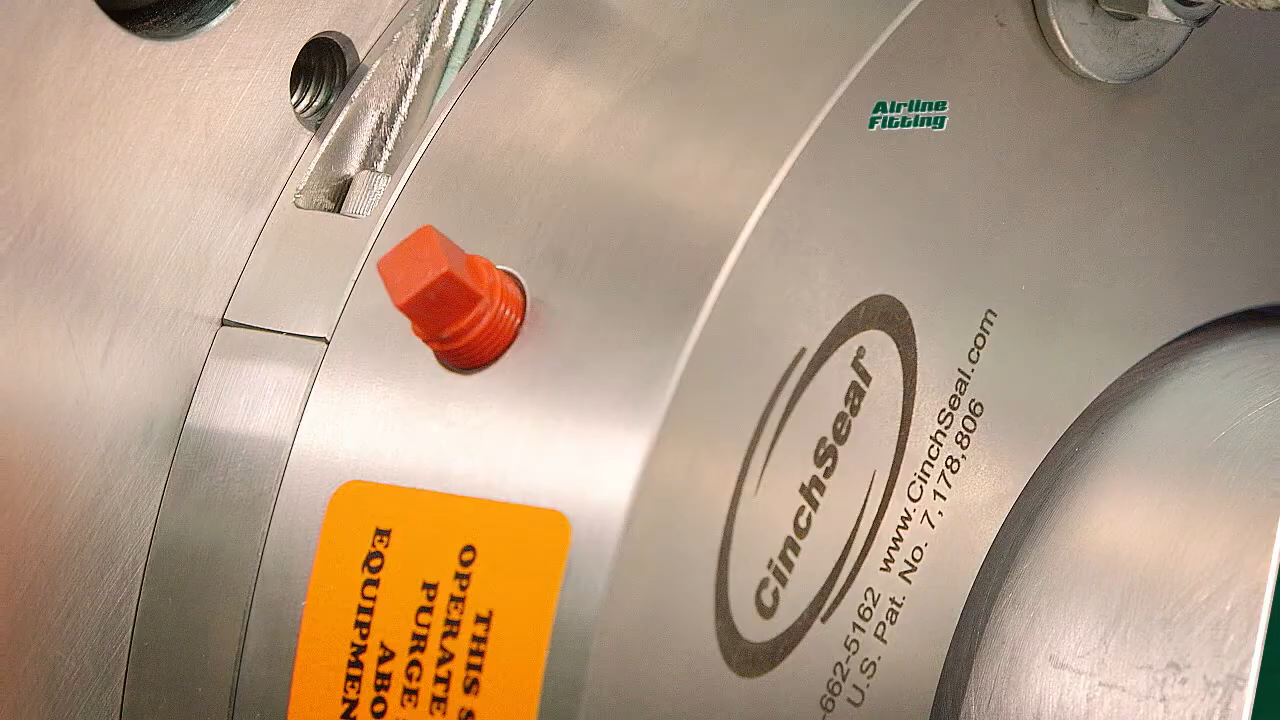 Airline
Fitting
CinchSeal®
-662-5162 www.CinchSeal.com
U.S. Pat. No. 7,178,806
THIS
OPERATE
PURGE
ABO
EQUIPMEN